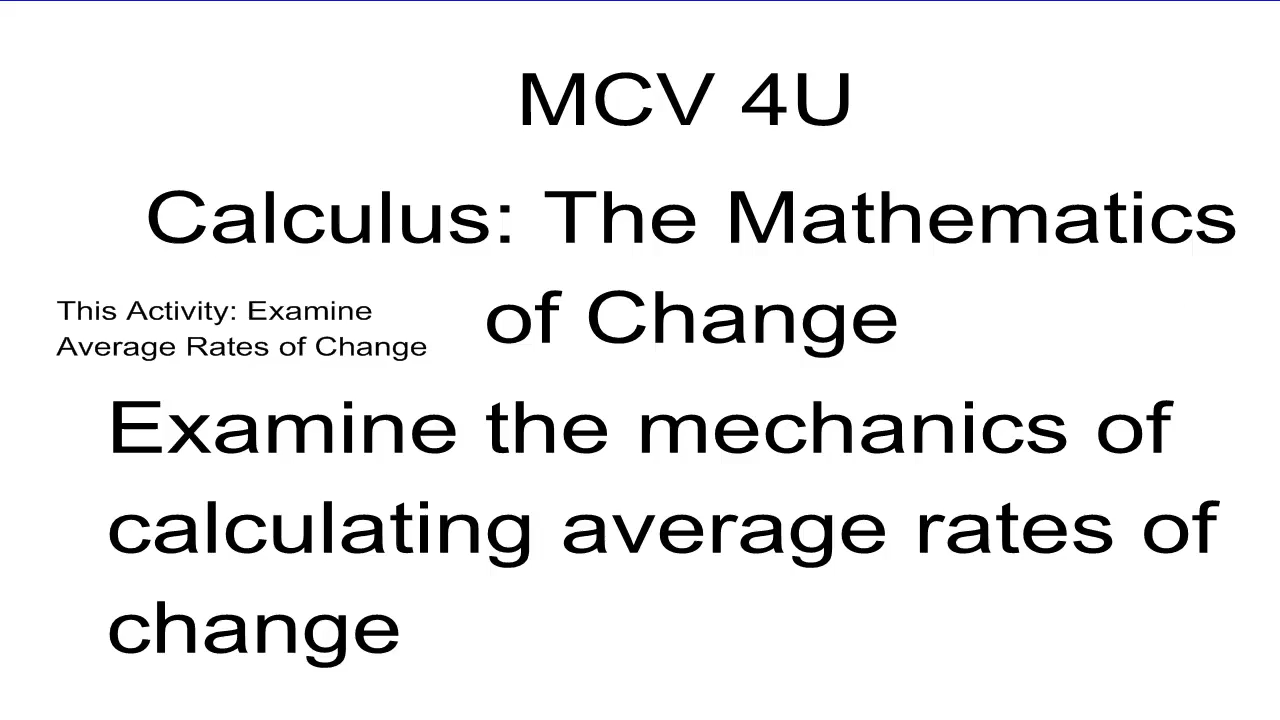 MCV 4U
Calculus: The Mathematics
of Change
This Activity: Examine
Average Rates of Change
Examine the mechanics of
calculating average rates of
change